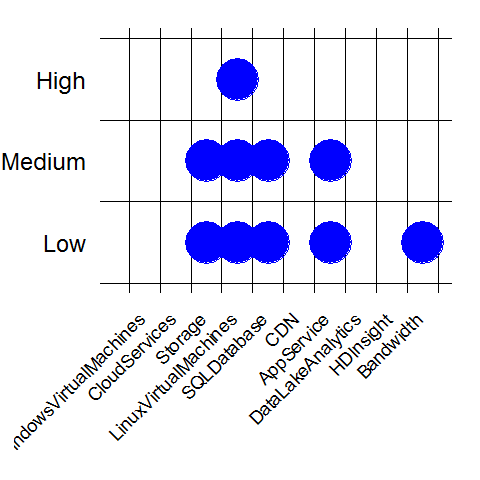 High
Medium
Low
ndowsVirtualMachines
CloudServices
Storage
LinuxVirtualMachines
SQLDatabase
CDN
AppService
DataLakeAnalytics
HDInsight
Bandwidth